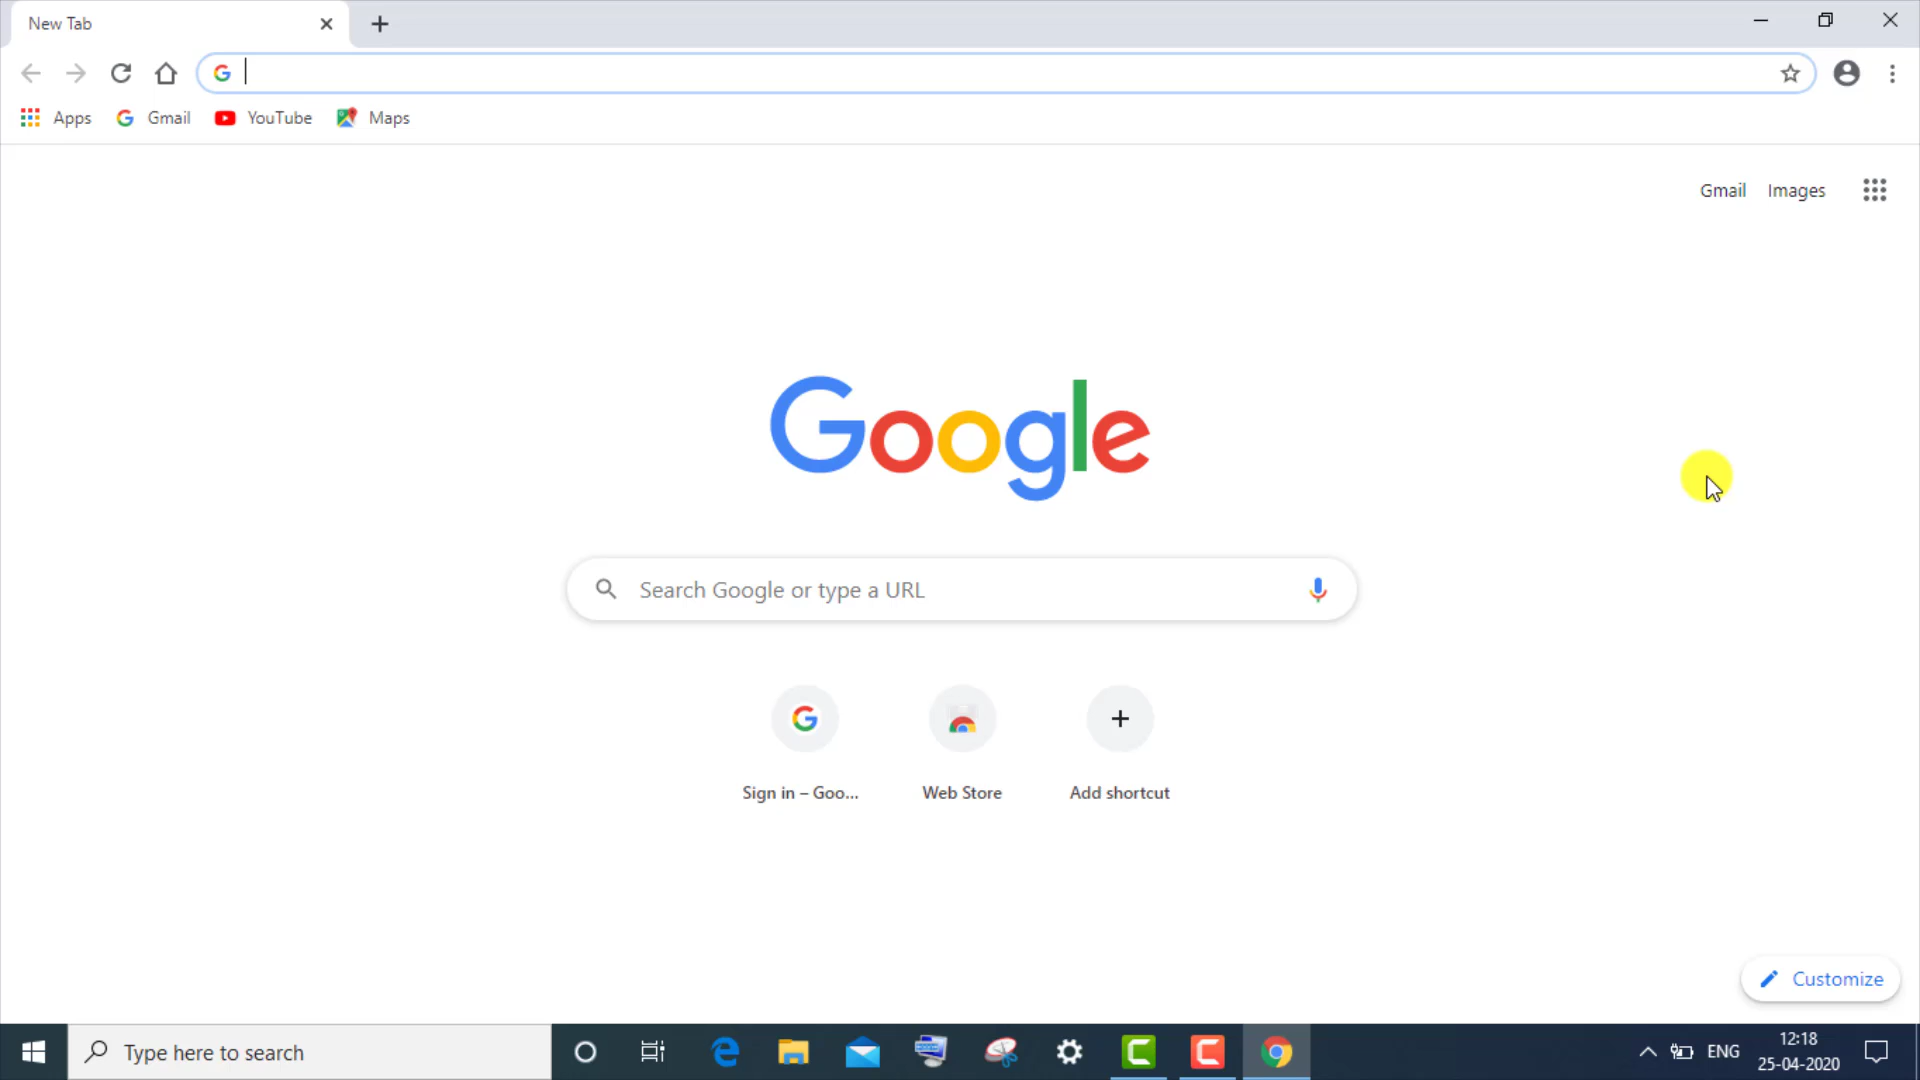 New Tab
Apps Gmail YouTube Maps
Gmail Images
Google
Search Google or type a URL
Sign in – Goo... Web Store Add shortcut
Customize
Type here to search
ENG
12:18
25-04-2020